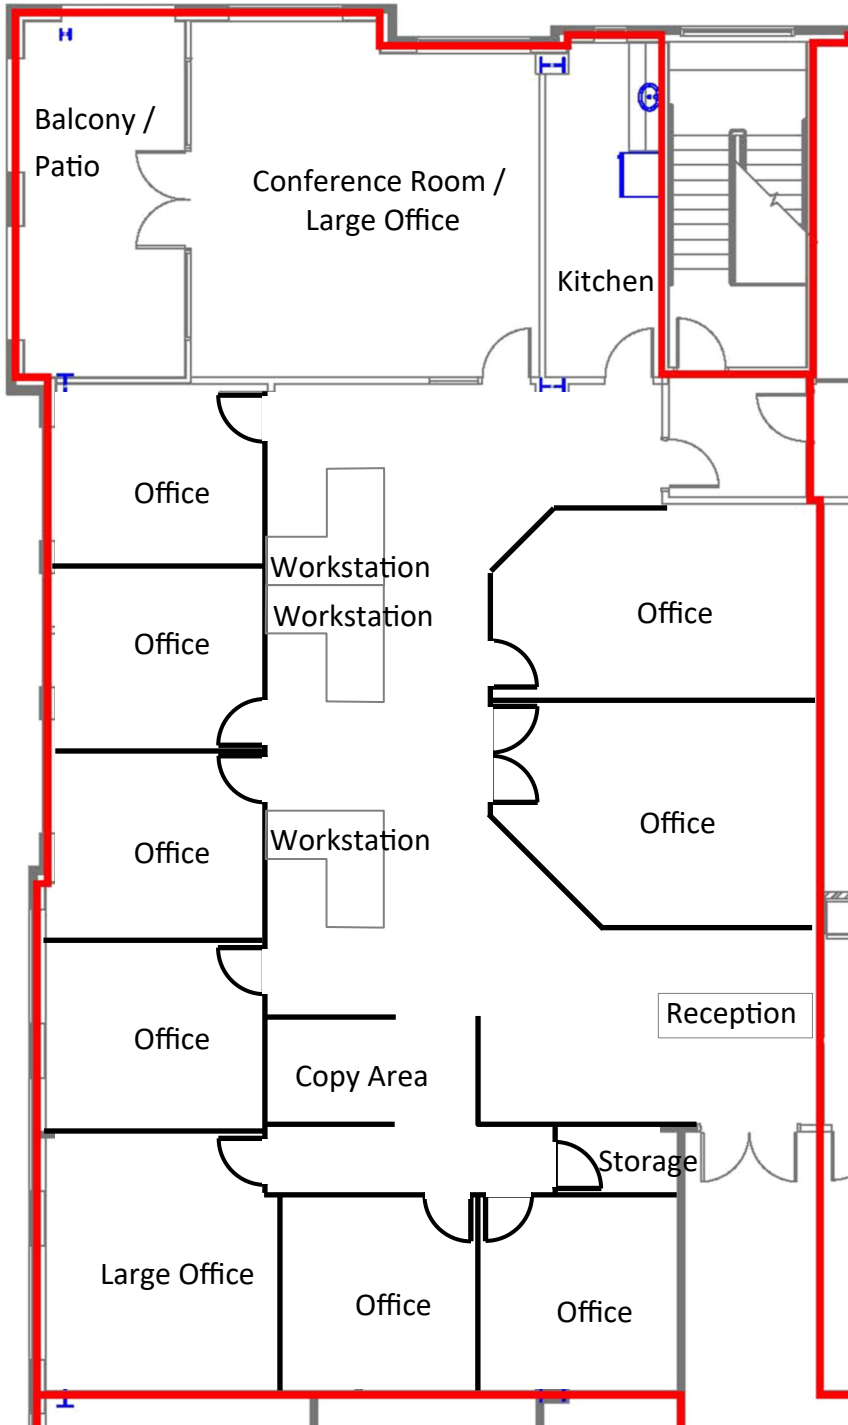 Balcony /
Patio
Conference Room /
Large Office
Kitchen
Office
Workstation
Workstation
Office
Office
Office
Workstation
Office
Office
Reception
Copy Area
Storage
Large Office
Office
Office